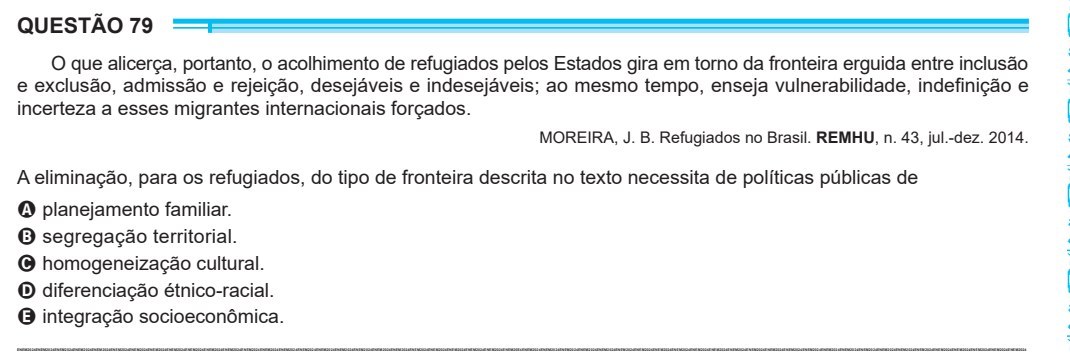 QUESTÃO 79
O que alicerça, portanto, o acolhimento de refugiados pelos Estados gira em torno da fronteira erguida entre inclusão
e exclusão, admissão e rejeição, desejáveis e indesejáveis; ao mesmo tempo, enseja vulnerabilidade, indefinição e
incerteza a esses migrantes internacionais forçados.
MOREIRA, J. B. Refugiados no Brasil. REMHU, n. 43, jul.-dez. 2014.
A eliminação, para os refugiados, do tipo de fronteira descrita no texto necessita de políticas públicas de
A planejamento familiar.
B segregação territorial.
C homogeneização cultural.
D diferenciação étnico-racial.
E integração socioeconômica.